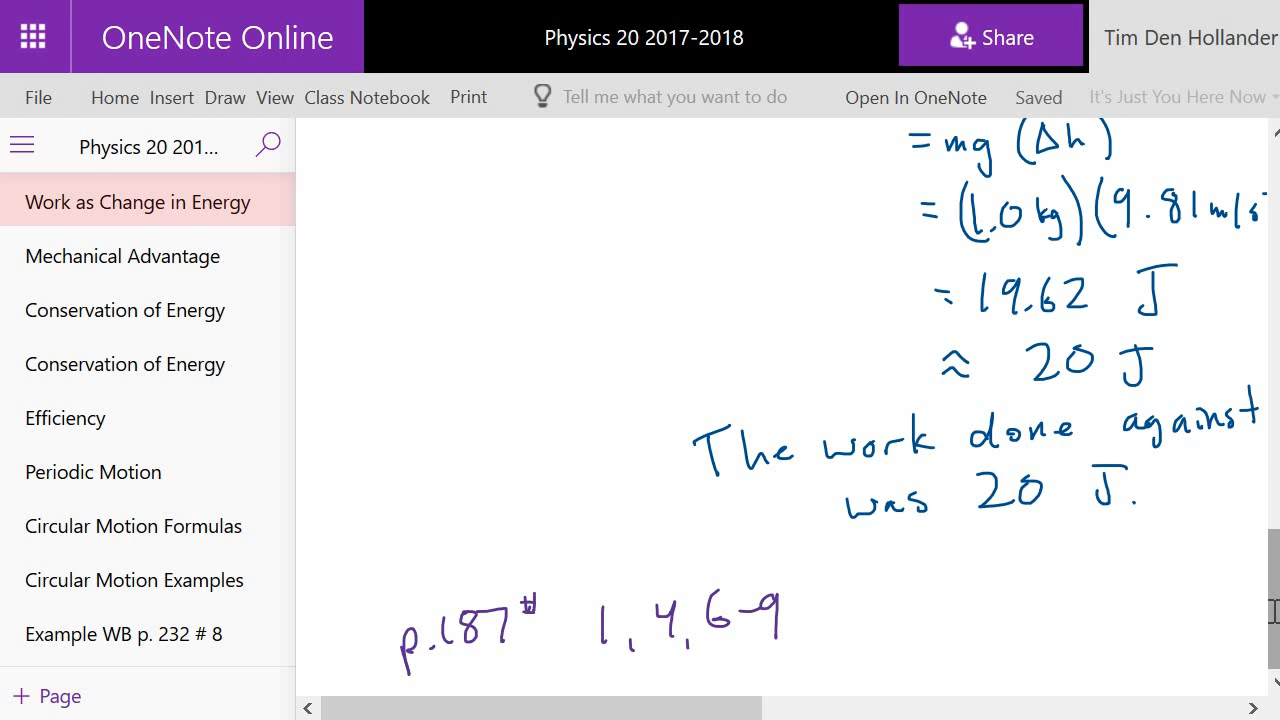 OneNote Online
Physics 20 2017-2018
Share
Tim Den Hollander
File Home Insert Draw View Class Notebook Print Tell me what you want to do Open In OneNote Saved It's Just You Here Now
Physics 20 201...
Work as Change in Energy
Mechanical Advantage
Conservation of Energy
Conservation of Energy
Efficiency
Periodic Motion
Circular Motion Formulas
Circular Motion Examples
Example WB p. 232 # 8
+ Page
= mg (Δh)
= (1.0 kg)(9.81 m/s
= 19.62 J
≈ 20 J
The work done against
was 20 J.
p.187 # 1, 4, 6-9